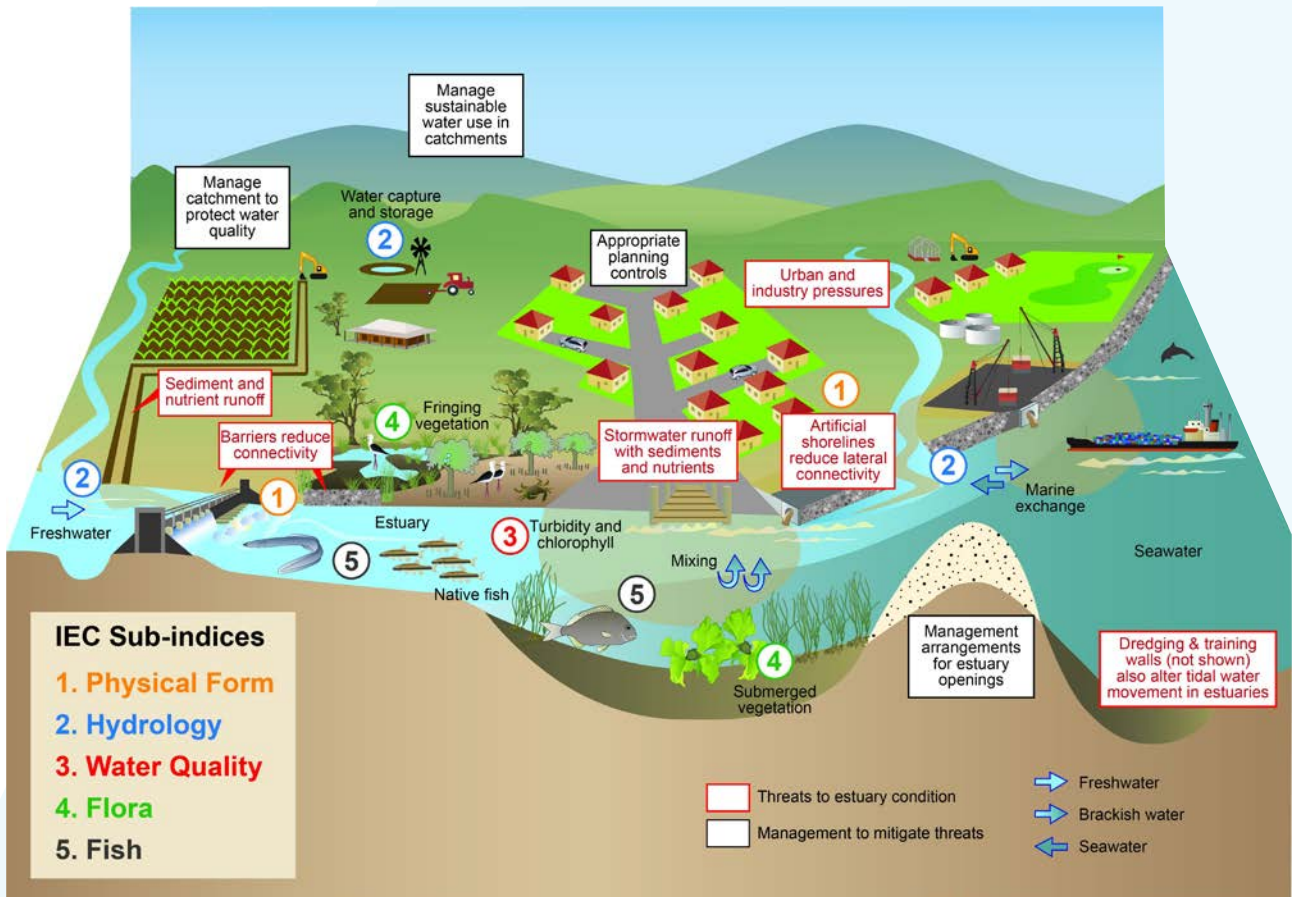 Manage
sustainable
water use in
catchments
Manage
catchment to
protect water
quality
Water capture
and storage
2
Appropriate
planning
controls
Urban and
industry pressures
Sediment and
nutrient runoff
Barriers reduce
connectivity
4
Fringing
vegetation
Stormwater runoff
with sediments
and nutrients
1
Artificial
shorelines
reduce lateral
connectivity
2
Freshwater
1
Estuary
3
Turbidity and
chlorophyll
2
Marine
exchange
Seawater
5
Native fish
Mixing
5
4
Submerged
vegetation
Management
arrangements
for estuary
openings
Dredging & training
walls (not shown)
also alter tidal water
movement in estuaries
IEC Sub-indices
1. Physical Form
2. Hydrology
3. Water Quality
4. Flora
5. Fish
Threats to estuary condition
Management to mitigate threats
Freshwater
Brackish water
Seawater